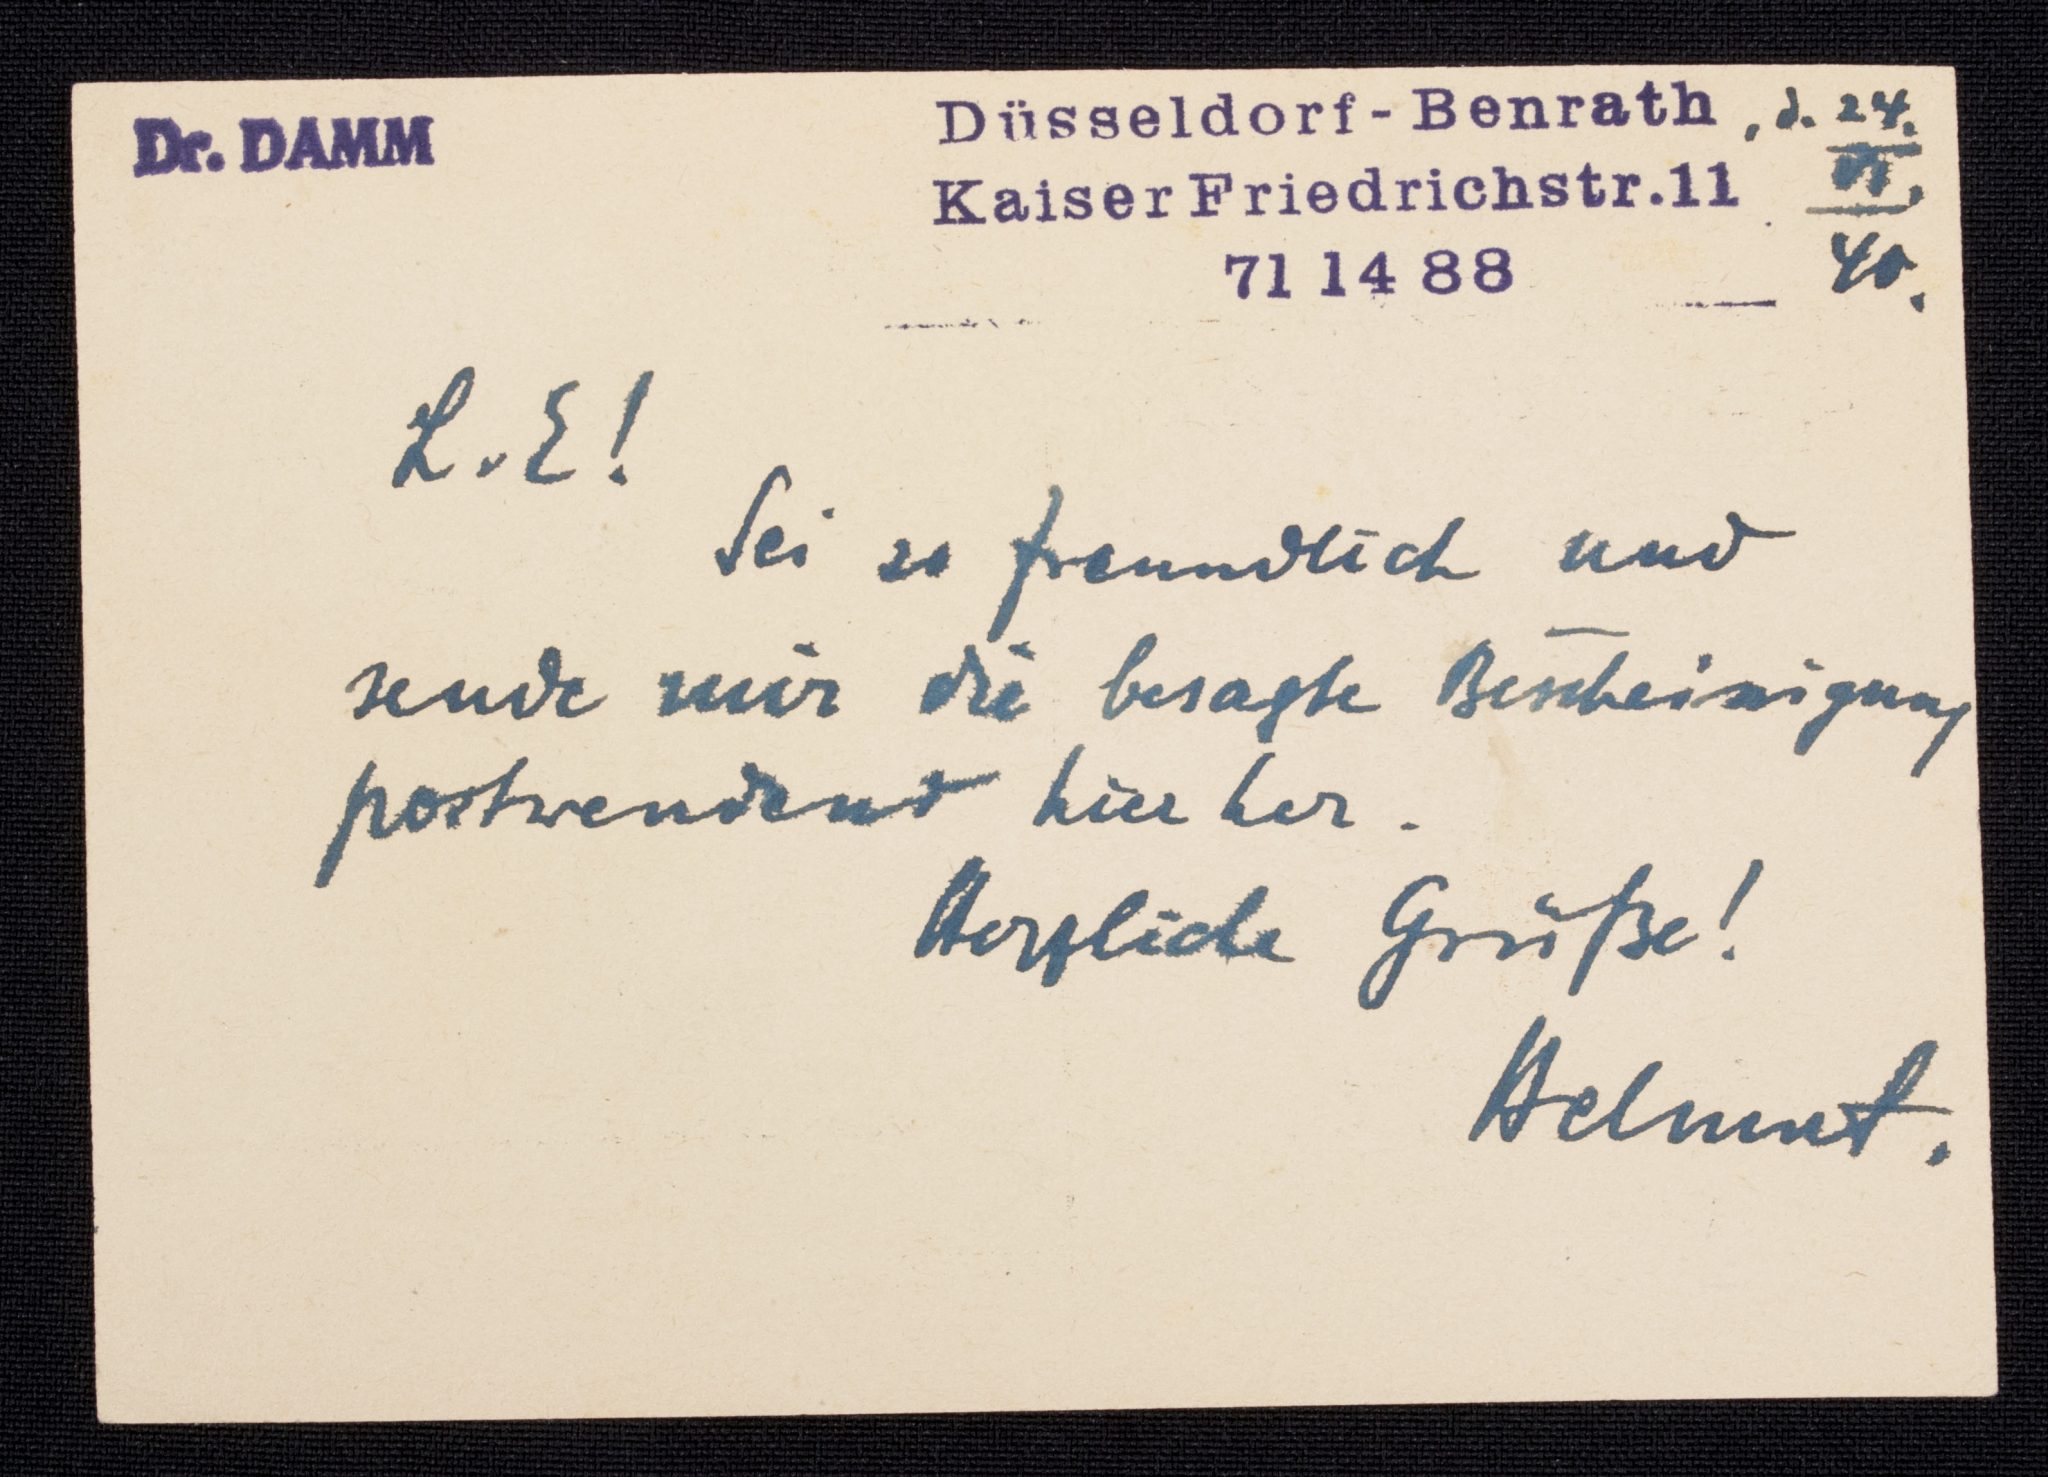 Dr. DAMM
Düsseldorf-Benrath, d. 24.
Kaiser Friedrichstr. 11
40.
71 14 88
L. E!
Sei so freundlich und
sende mir die besagte Bescheinigung
postwendend hierher.
Herzliche Grüße!
Helmut.